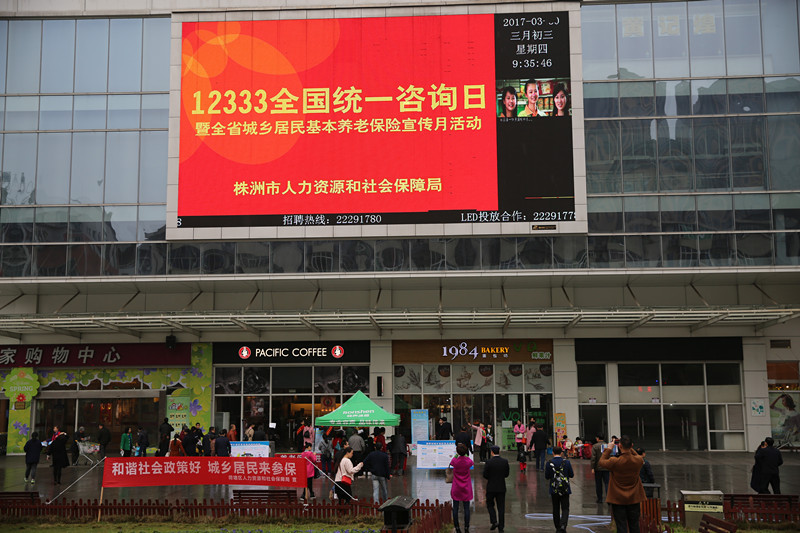 12333全国统一咨询日
暨全省城乡居民基本养老保险宣传月活动
株洲市人力资源和社会保障局
三月初三
星期四
9:35:46
招聘热线: 22291780
LED投放合作: 222917
家购物中心
PACIFIC COFFEE
1984 BAKERY
和谐社会政策好 城乡居民来参保